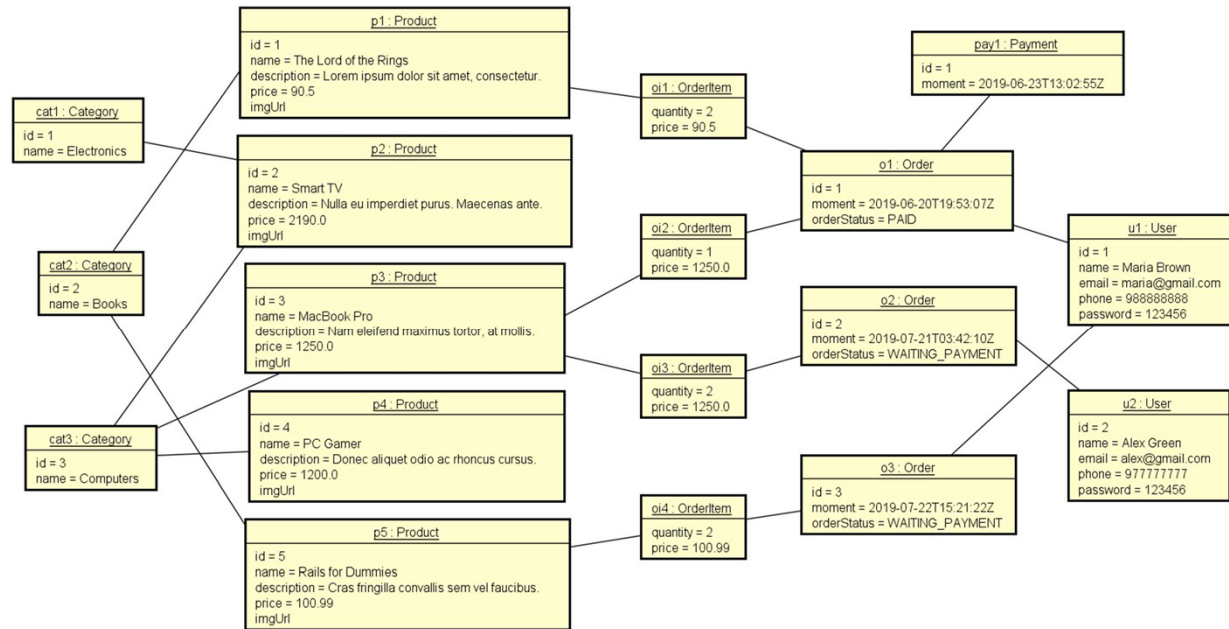 cat1 : Category
id = 1
name = Electronics
cat2 : Category
id = 2
name = Books
cat3 : Category
id = 3
name = Computers
p1 : Product
id = 1
name = The Lord of the Rings
description = Lorem ipsum dolor sit amet, consectetur.
price = 90.5
imgUrl
p2 : Product
id = 2
name = Smart TV
description = Nulla eu imperdiet purus. Maecenas ante.
price = 2190.0
imgUrl
p3 : Product
id = 3
name = MacBook Pro
description = Nam eleifend maximus tortor, at mollis.
price = 1250.0
imgUrl
p4 : Product
id = 4
name = PC Gamer
description = Donec aliquet odio ac rhoncus cursus.
price = 1200.0
imgUrl
p5 : Product
id = 5
name = Rails for Dummies
description = Cras fringilla convallis sem vel faucibus.
price = 100.99
imgUrl
oi1 : OrderItem
quantity = 2
price = 90.5
oi2 : OrderItem
quantity = 1
price = 1250.0
oi3 : OrderItem
quantity = 2
price = 1250.0
oi4 : OrderItem
quantity = 2
price = 100.99
pay1 : Payment
id = 1
moment = 2019-06-23T13:02:55Z
o1 : Order
id = 1
moment = 2019-06-20T19:53:07Z
orderStatus = PAID
o2 : Order
id = 2
moment = 2019-07-21T03:42:10Z
orderStatus = WAITING_PAYMENT
o3 : Order
id = 3
moment = 2019-07-22T15:21:22Z
orderStatus = WAITING_PAYMENT
u1 : User
id = 1
name = Maria Brown
email = maria@gmail.com
phone = 988888888
password = 123456
u2 : User
id = 2
name = Alex Green
email = alex@gmail.com
phone = 977777777
password = 123456